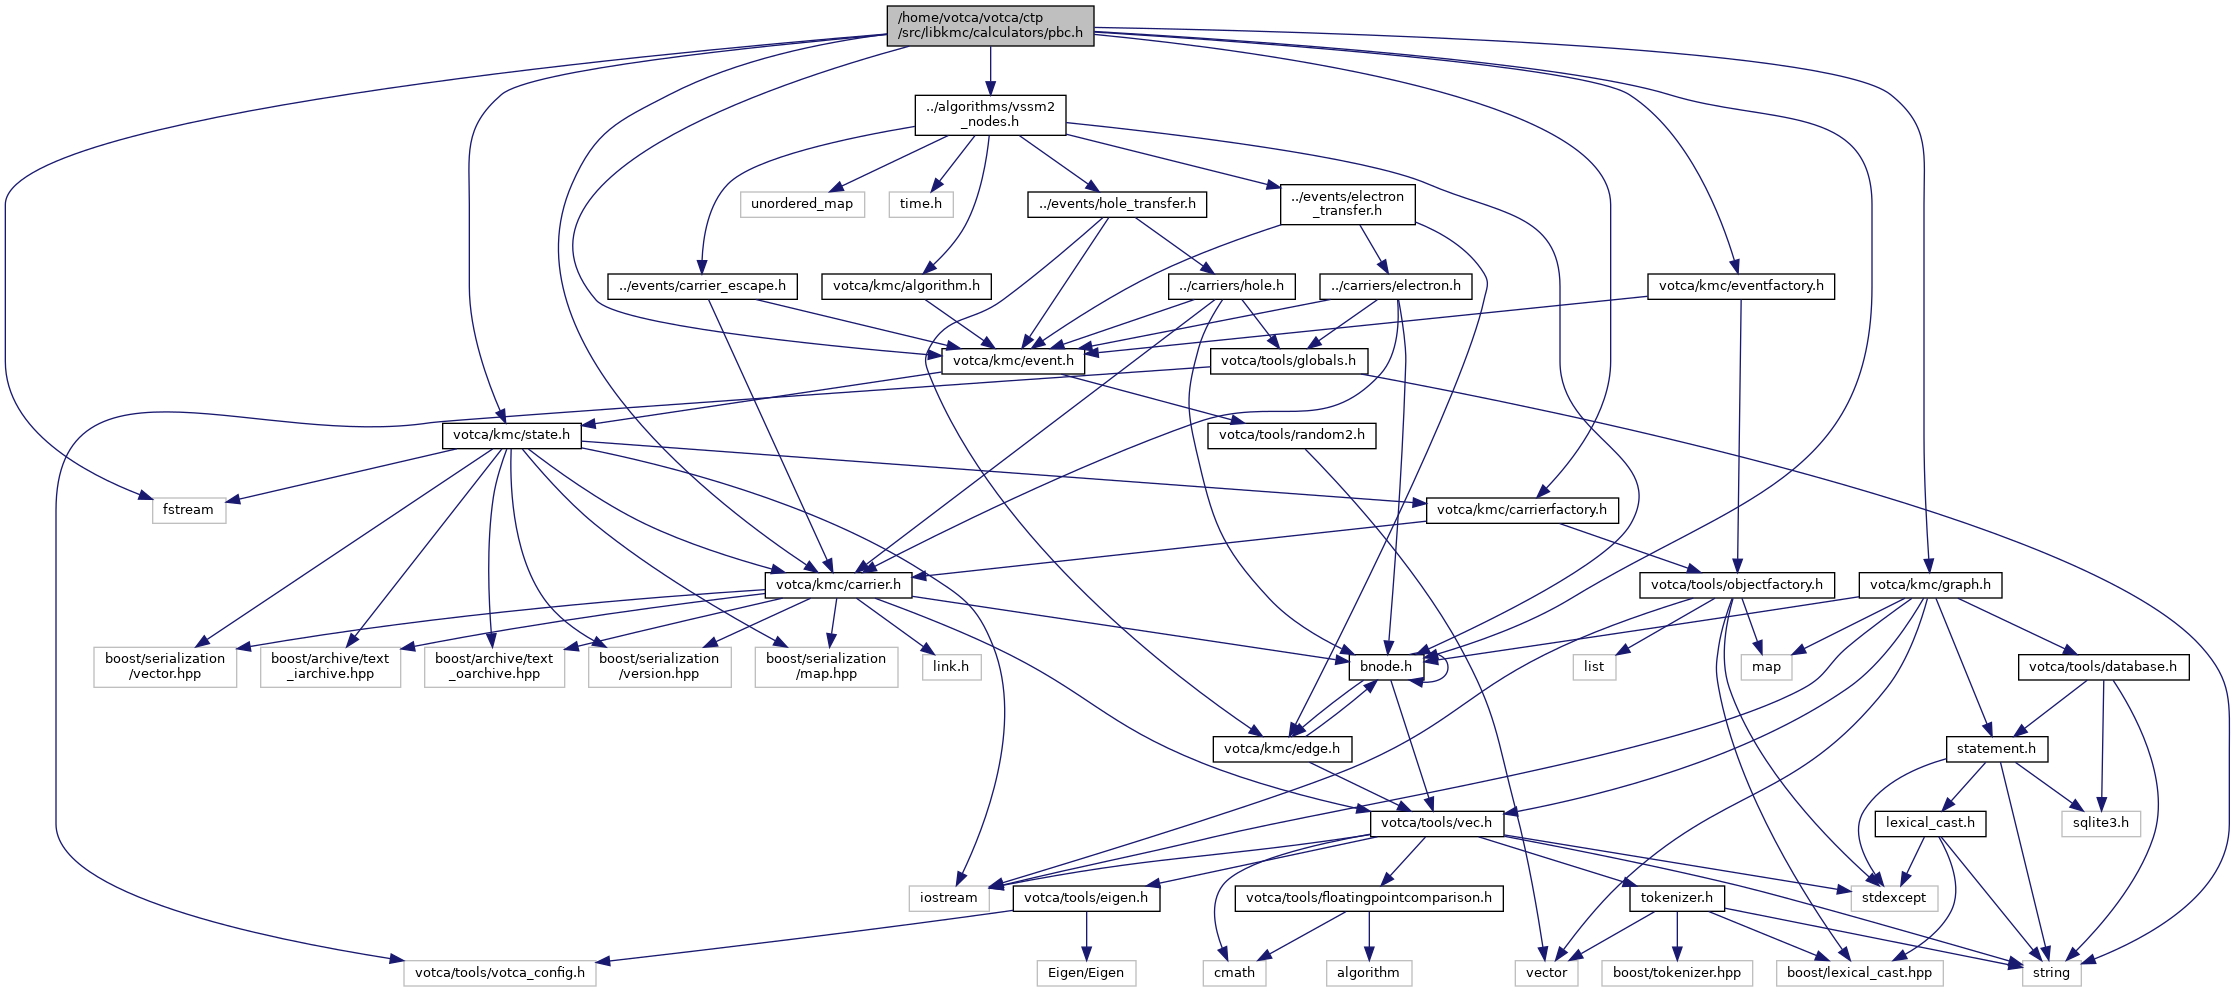 /home/votca/votca/ctp
/src/libkmc/calculators/pbc.h
../algorithms/vssm2
_nodes.h
unordered_map
time.h
../events/hole_transfer.h
../events/electron
_transfer.h
../events/carrier_escape.h
votca/kmc/algorithm.h
../carriers/hole.h
../carriers/electron.h
votca/kmc/eventfactory.h
votca/kmc/event.h
votca/tools/globals.h
votca/kmc/state.h
votca/tools/random2.h
fstream
votca/kmc/carrierfactory.h
votca/kmc/carrier.h
votca/tools/objectfactory.h
votca/kmc/graph.h
boost/serialization
/vector.hpp
boost/archive/text
_iarchive.hpp
boost/archive/text
_oarchive.hpp
boost/serialization
/version.hpp
boost/serialization
/map.hpp
link.h
bnode.h
list
map
votca/tools/database.h
votca/kmc/edge.h
statement.h
votca/tools/vec.h
lexical_cast.h
sqlite3.h
iostream
votca/tools/eigen.h
votca/tools/floatingpointcomparison.h
tokenizer.h
stdexcept
votca/tools/votca_config.h
Eigen/Eigen
cmath
algorithm
vector
boost/tokenizer.hpp
boost/lexical_cast.hpp
string